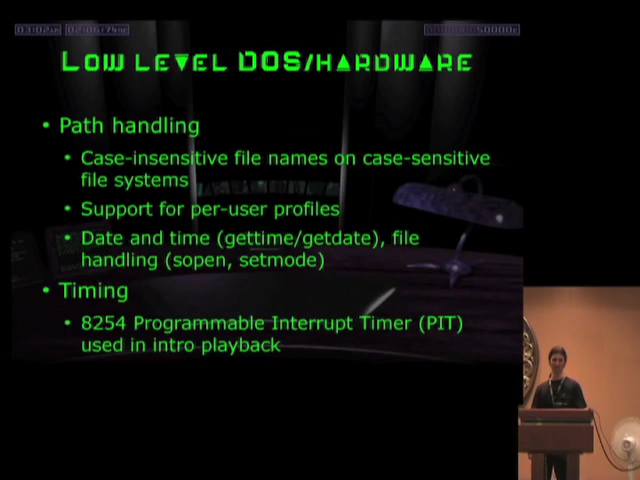 LOW LEVEL DOS/HARDWARE
• Path handling
• Case-insensitive file names on case-sensitive
file systems
• Support for per-user profiles
• Date and time (gettime/getdate), file
handling (sopen, setmode)
• Timing
• 8254 Programmable Interrupt Timer (PIT)
used in intro playback